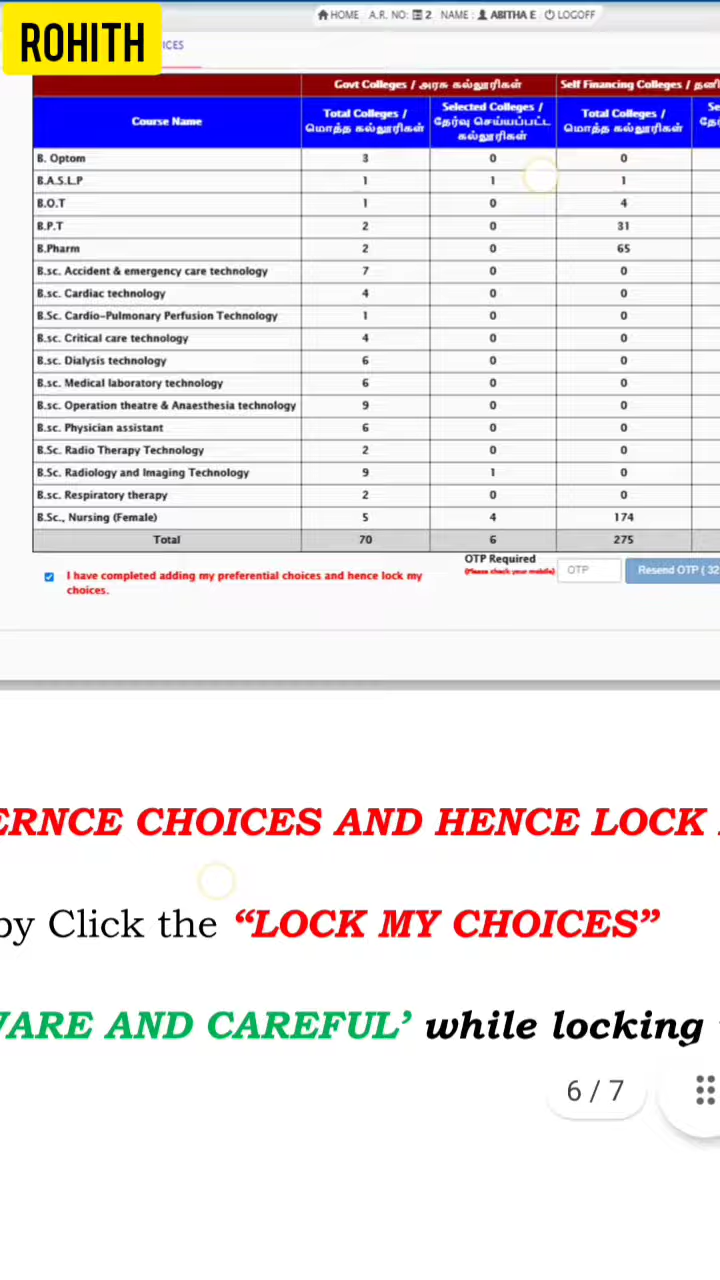 ROHITH
HOME A.R. NO: 2 NAME : ABITHA E LOGOFF
ICES
Govt Colleges / அரசு கல்லூரிகள் Self Financing Colleges /
Course Name Total Colleges / மொத்த கல்லூரிகள் Selected Colleges / தேர்வு செய்யப்பட்ட கல்லூரிகள் Total Colleges / மொத்த கல்லூரிகள்
B. Optom 3 0 0
B.A.S.L.P 1 1 1
B.O.T 1 0 4
B.P.T 2 0 31
B.Pharm 2 0 65
B.sc. Accident & emergency care technology 7 0 0
B.sc. Cardiac technology 4 0 0
B.Sc. Cardio-Pulmonary Perfusion Technology 1 0 0
B.sc. Critical care technology 4 0 0
B.sc. Dialysis technology 6 0 0
B.sc. Medical laboratory technology 6 0 0
B.sc. Operation theatre & Anaesthesia technology 9 0 0
B.sc. Physician assistant 6 0 0
B.Sc. Radio Therapy Technology 2 0 0
B.SC. Radiology and Imaging Technology 9 1 0
B.sc. Respiratory therapy 2 0 0
B.Sc., Nursing (Female) 5 4 174
Total 70 6 275
I have completed adding my preferential choices and hence lock my
choices.
OTP Required
(Please check your mobile)
OTP Resend OTP ( 32
ERNCE CHOICES AND HENCE LOCK
by Click the “LOCK MY CHOICES”
WARE AND CAREFUL’ while locking
6 / 7